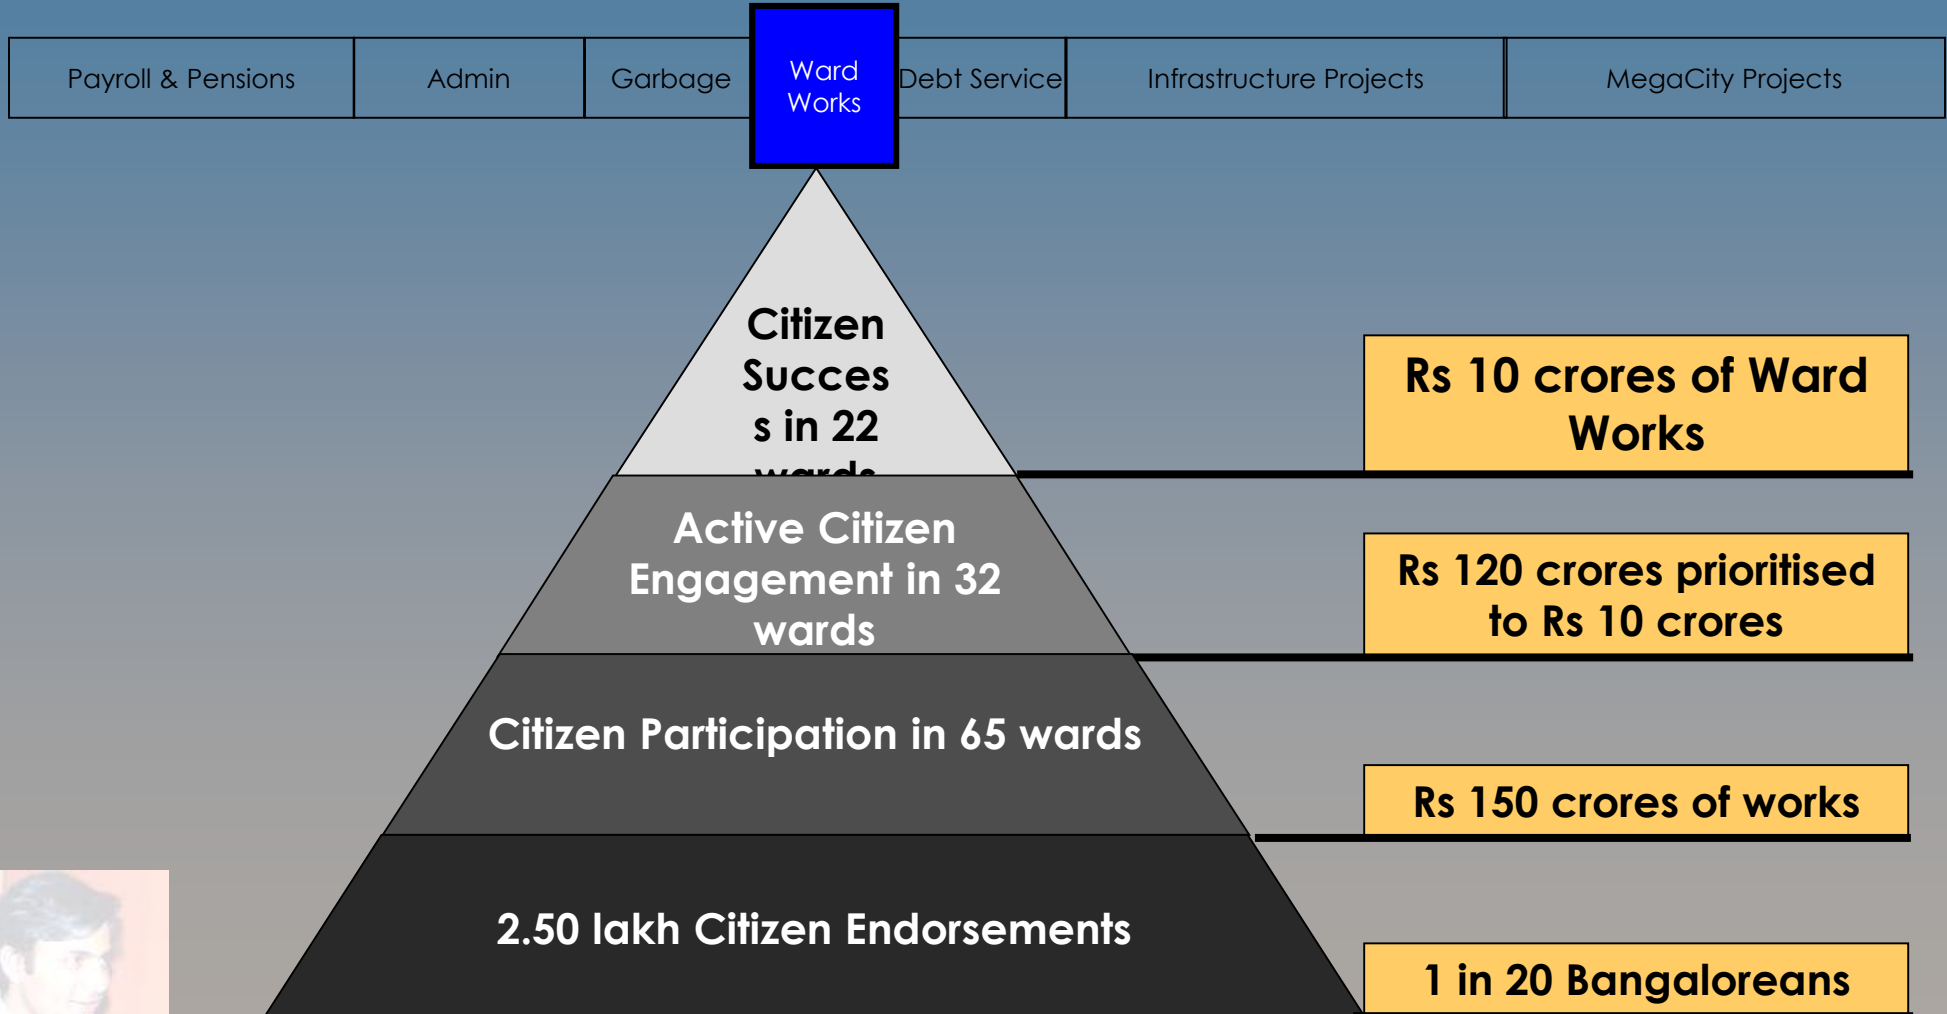 Payroll & Pensions
Admin
Garbage
Ward
Works
Debt Service
Infrastructure Projects
MegaCity Projects
Citizen
Succes
s in 22
wards
Rs 10 crores of Ward
Works
Active Citizen
Engagement in 32
wards
Rs 120 crores prioritised
to Rs 10 crores
Citizen Participation in 65 wards
Rs 150 crores of works
2.50 lakh Citizen Endorsements
1 in 20 Bangaloreans